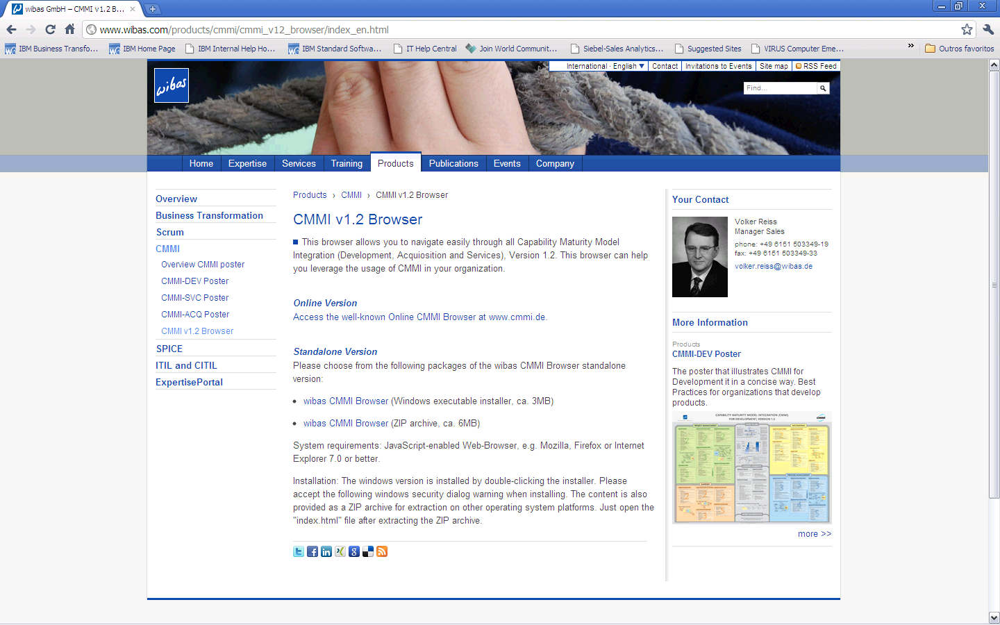 wibas GmbH – CMMI v1.2 B...
www.wibas.com/products/cmmi/cmmi_v12_browser/index_en.html
IBM Business Transfo...
IBM Home Page
IBM Internal Help Ho...
IBM Standard Softwa...
IT Help Central
Join World Communit...
Siebel-Sales Analytics...
Suggested Sites
VIRUS Computer Eme...
»
Outros favoritos
wibas
International · English
Contact
Invitations to Events
Site map
RSS Feed
Find...
Home
Expertise
Services
Training
Products
Publications
Events
Company
Overview
Business Transformation
Scrum
CMMI
Overview CMMI poster
CMMI-DEV Poster
CMMI-SVC Poster
CMMI-ACQ Poster
CMMI v1.2 Browser
SPICE
ITIL and CITIL
ExpertisePortal
Products › CMMI › CMMI v1.2 Browser
CMMI v1.2 Browser
This browser allows you to navigate easily through all Capability Maturity Model
Integration (Development, Acquiosition and Services), Version 1.2. This browser can help
you leverage the usage of CMMI in your organization.
Online Version
Access the well-known Online CMMI Browser at www.cmmi.de.
Standalone Version
Please choose from the following packages of the wibas CMMI Browser standalone
version:
• wibas CMMI Browser (Windows executable installer, ca. 3MB)
• wibas CMMI Browser (ZIP archive, ca. 6MB)
System requirements: JavaScript-enabled Web-Browser, e.g. Mozilla, Firefox or Internet
Explorer 7.0 or better.
Installation: The windows version is installed by double-clicking the installer. Please
accept the following windows security dialog warning when installing. The content is also
provided as a ZIP archive for extraction on other operating system platforms. Just open the
"index.html" file after extracting the ZIP archive.
Your Contact
Volker Reiss
Manager Sales
phone: +49 6151 503349-19
fax: +49 6151 503349-33
volker.reiss@wibas.de
More Information
Products
CMMI-DEV Poster
The poster that illustrates CMMI for
Development it in a concise way. Best
Practices for organizations that develop
products.
CAPABILITY MATURITY MODEL INTEGRATION (CMMI)
FOR DEVELOPMENT, VERSION 1.3
more >>